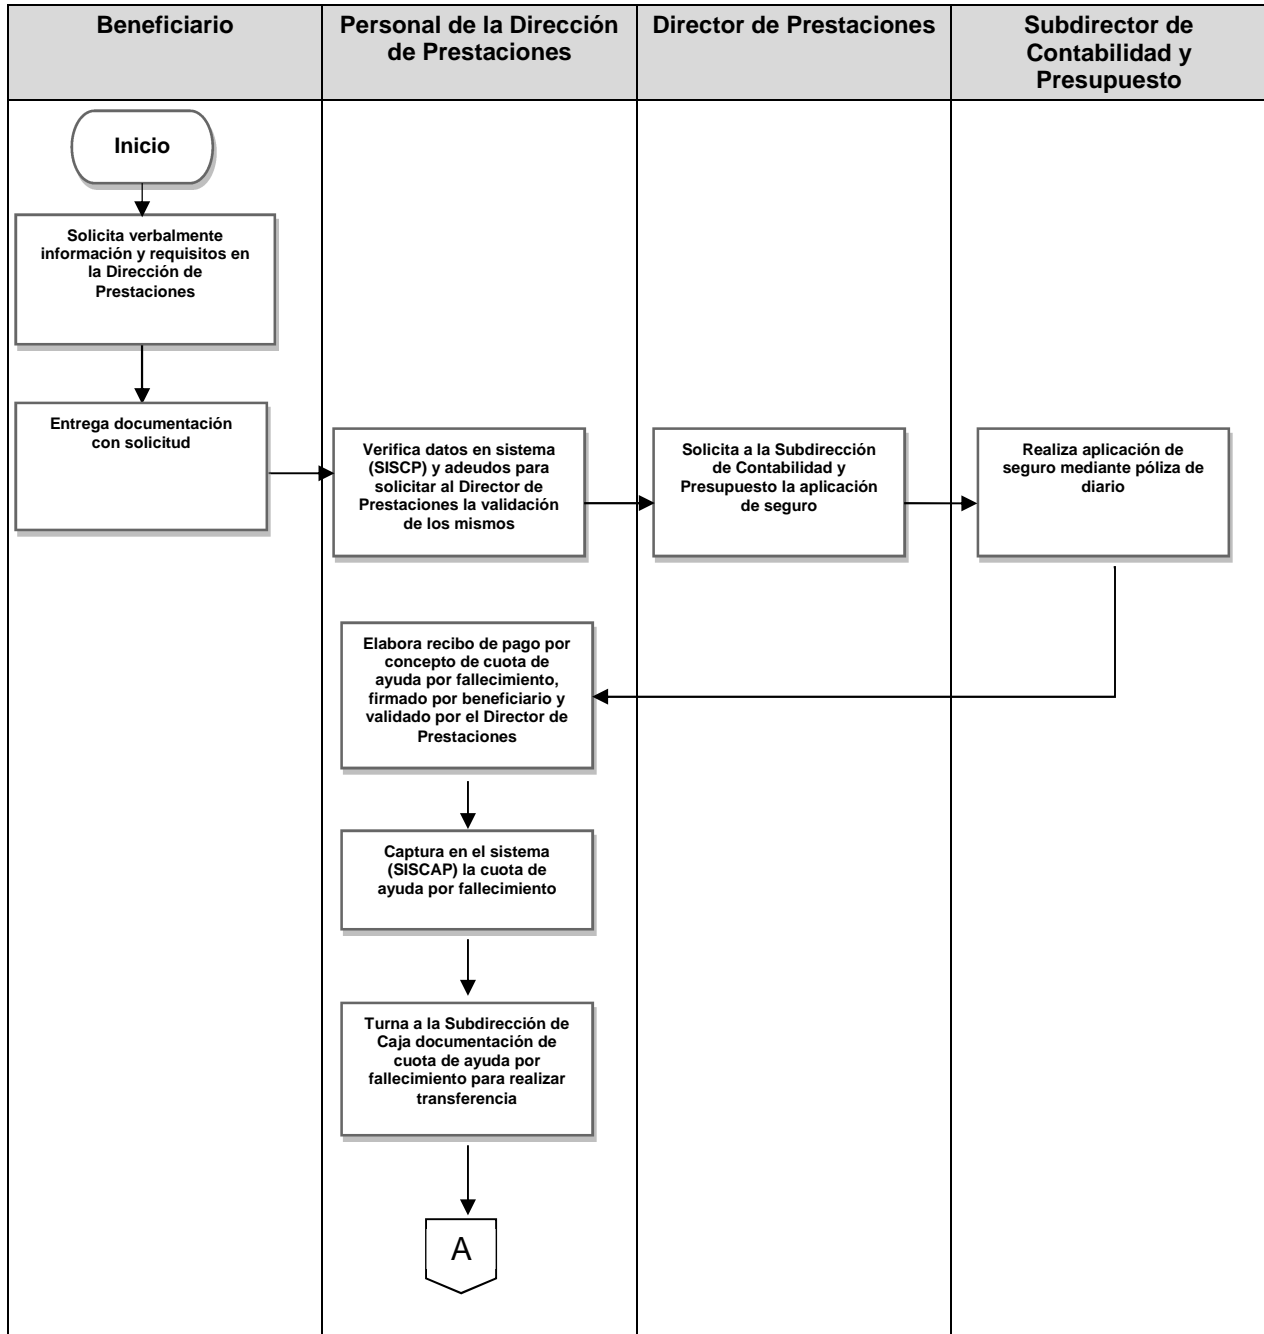 Beneficiario
Personal de la Dirección
de Prestaciones
Director de Prestaciones
Subdirector de
Contabilidad y
Presupuesto
Inicio
Solicita verbalmente
información y requisitos en
la Dirección de
Prestaciones
Entrega documentación
con solicitud
Verifica datos en sistema
(SISCP) y adeudos para
solicitar al Director de
Prestaciones la validación
de los mismos
Solicita a la Subdirección
de Contabilidad y
Presupuesto la aplicación
de seguro
Realiza aplicación de
seguro mediante póliza de
diario
Elabora recibo de pago por
concepto de cuota de
ayuda por fallecimiento,
firmado por beneficiario y
validado por el Director de
Prestaciones
Captura en el sistema
(SISCAP) la cuota de
ayuda por fallecimiento
Turna a la Subdirección de
Caja documentación de
cuota de ayuda por
fallecimiento para realizar
transferencia
A